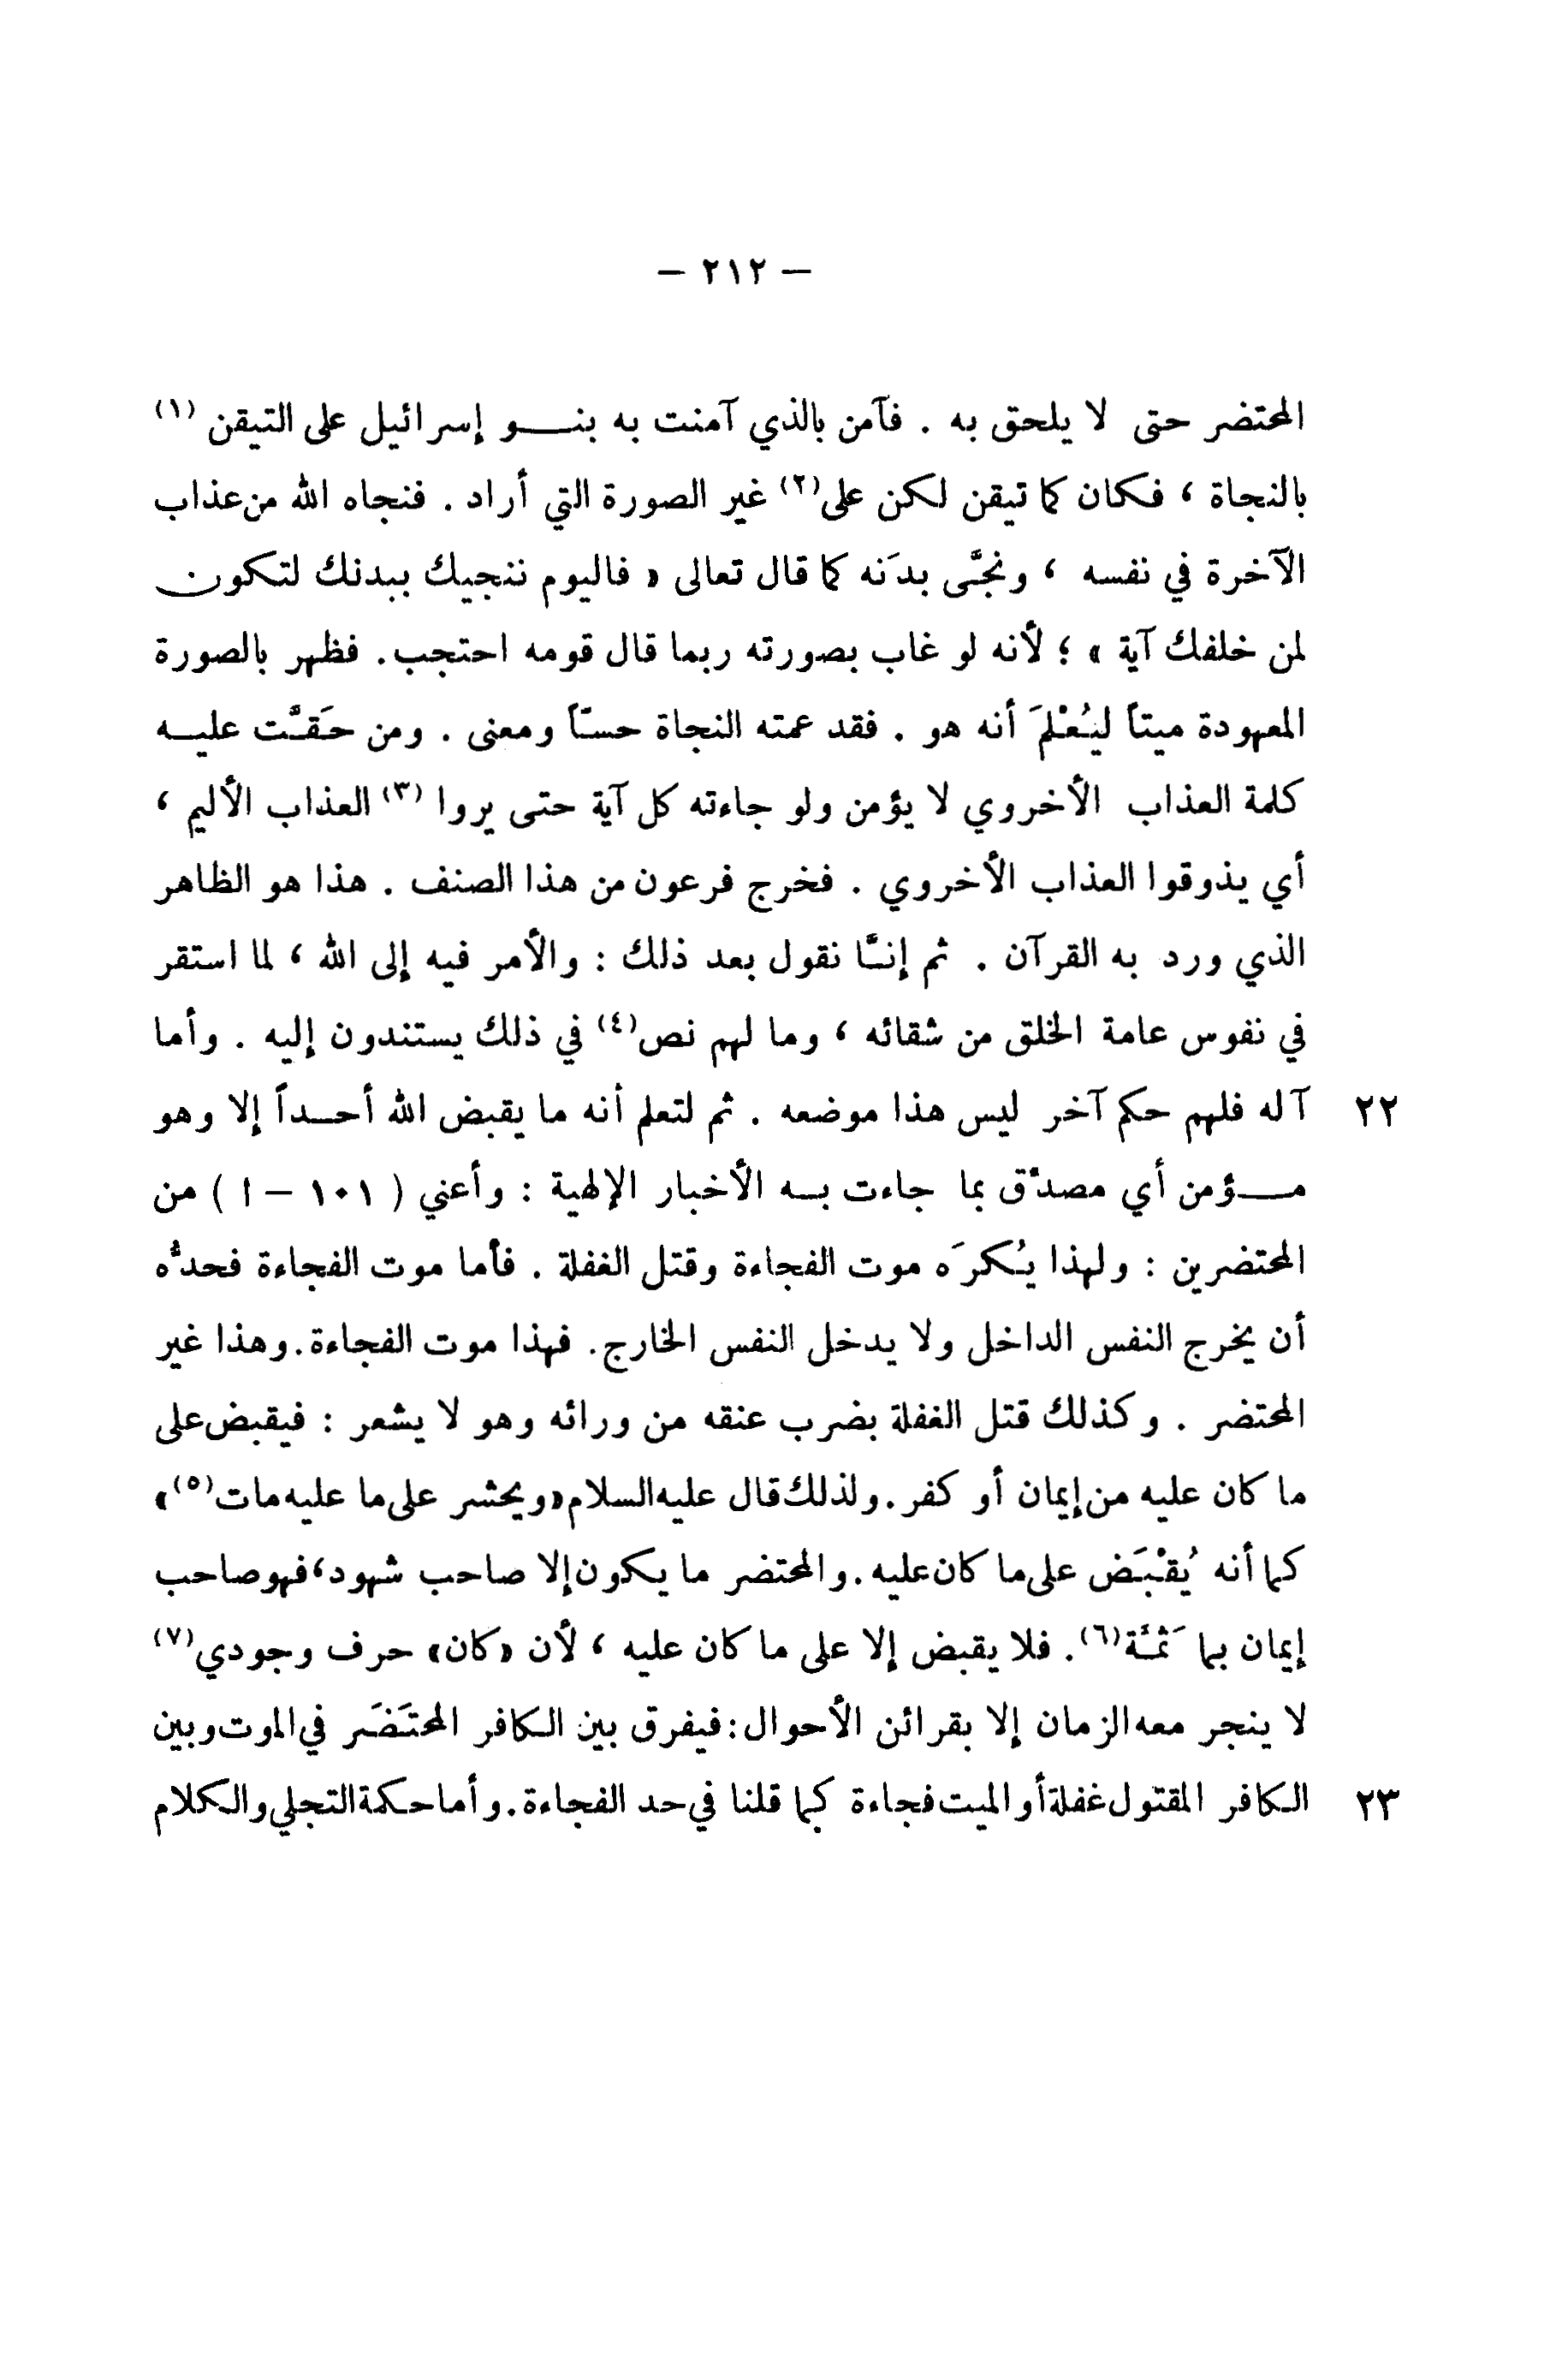 — ٢١٢ —
المحتضر حتى لا يلحق به . فآمن بالذي آمنت به بنو إسرائيل على التيقن (١)
بالنجاة ، فكان كما تيقن لكن على(٢) غير الصورة التي أراد . فنجاه الله من عذاب
الآخرة في نفسه ، ونجَّى بدَنه كما قال تعالى « فاليوم ننجيك ببدنك لتكون
لمن خلفك آية » ؛ لأنه لو غاب بصورته ربما قال قومه احتجب. فظهر بالصورة
المعهودة ميتاً ليُعْلمَ أنه هو . فقد عمته النجاة حسّاً ومعنى . ومن حَقَّت عليه
كلمة العذاب الأخروي لا يؤمن ولو جاءته كل آية حتى يروا (٣) العذاب الأليم ،
أي يذوقوا العذاب الأخروي . فخرج فرعون من هذا الصنف . هذا هو الظاهر
الذي ورد به القرآن . ثم إنَّا نقول بعد ذلك : والأمر فيه إلى الله ، لما استقر
في نفوس عامة الخلق من شقائه ، وما لهم نص(٤) في ذلك يستندون إليه . وأما
٢٢ آله فلهم حكم آخر ليس هذا موضعه . ثم لتعلم أنه ما يقبض الله أحداً إلا وهو
مؤمن أي مصدِّق بما جاءت به الأخبار الإلهية : وأعني ( ١٠١ – ا ) من
المحتضرين : ولهذا يُكرَه موت الفجاءة وقتل الغفلة . فأما موت الفجاءة فحدُّه
أن يخرج النفس الداخل ولا يدخل النفس الخارج. فهذا موت الفجاءة. وهذا غير
المحتضر . وكذلك قتل الغفلة بضرب عنقه من ورائه وهو لا يشعر : فيقبض على
ما كان عليه من إيمان أو كفر. ولذلك قال عليه السلام «ويحشر على ما عليه مات(٥)»
كما أنه يُقْبَض على ما كان عليه. والمحتضر ما يكون إلا صاحب شهود، فهو صاحب
إيمان بما ثَمَّة(٦). فلا يقبض إلا على ما كان عليه ، لأن «كان» حرف وجودي(٧)
لا ينجر معه الزمان إلا بقرائن الأحوال: فيفرق بين الكافر المحتَضَر في الموت وبين
٢٣ الكافر المقتول غفلة أو الميت فجاءة كما قلنا في حد الفجاءة. وأما حكمة التجلي والكلام